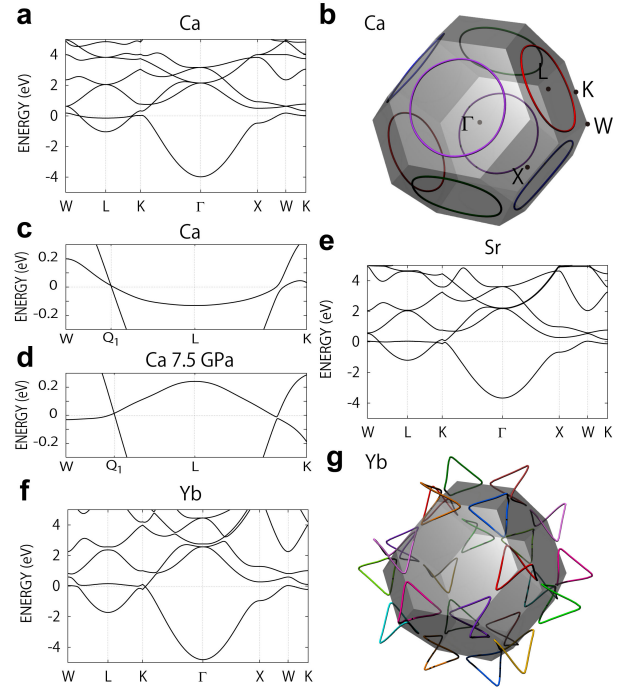 a
Ca
ENERGY (eV)
4
2
0
-2
-4
W L K Γ X W K
b
Ca
L
K
Γ
W
X
c
Ca
ENERGY (eV)
0.2
0
-0.2
W Q1 L K
d
Ca 7.5 GPa
ENERGY (eV)
0.2
0
-0.2
W Q1 L K
e
Sr
ENERGY (eV)
4
2
0
-2
-4
W L K Γ X W K
f
Yb
ENERGY (eV)
4
2
0
-2
-4
W L K Γ X W K
g
Yb